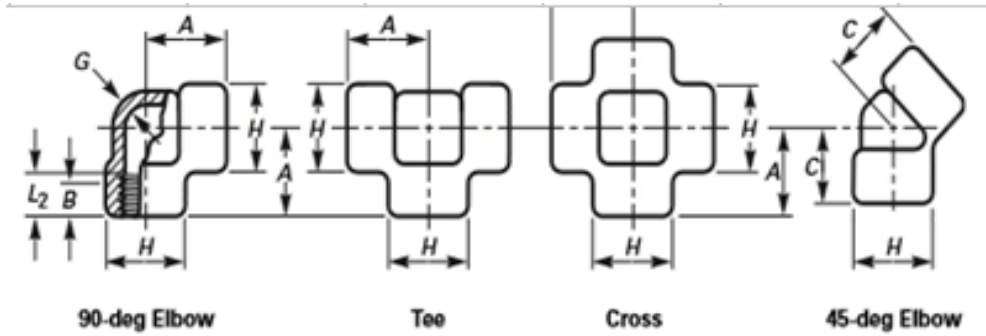 A A C
G
H H H
A A C
L2 B
H H H H
90-deg Elbow Tee Cross 45-deg Elbow